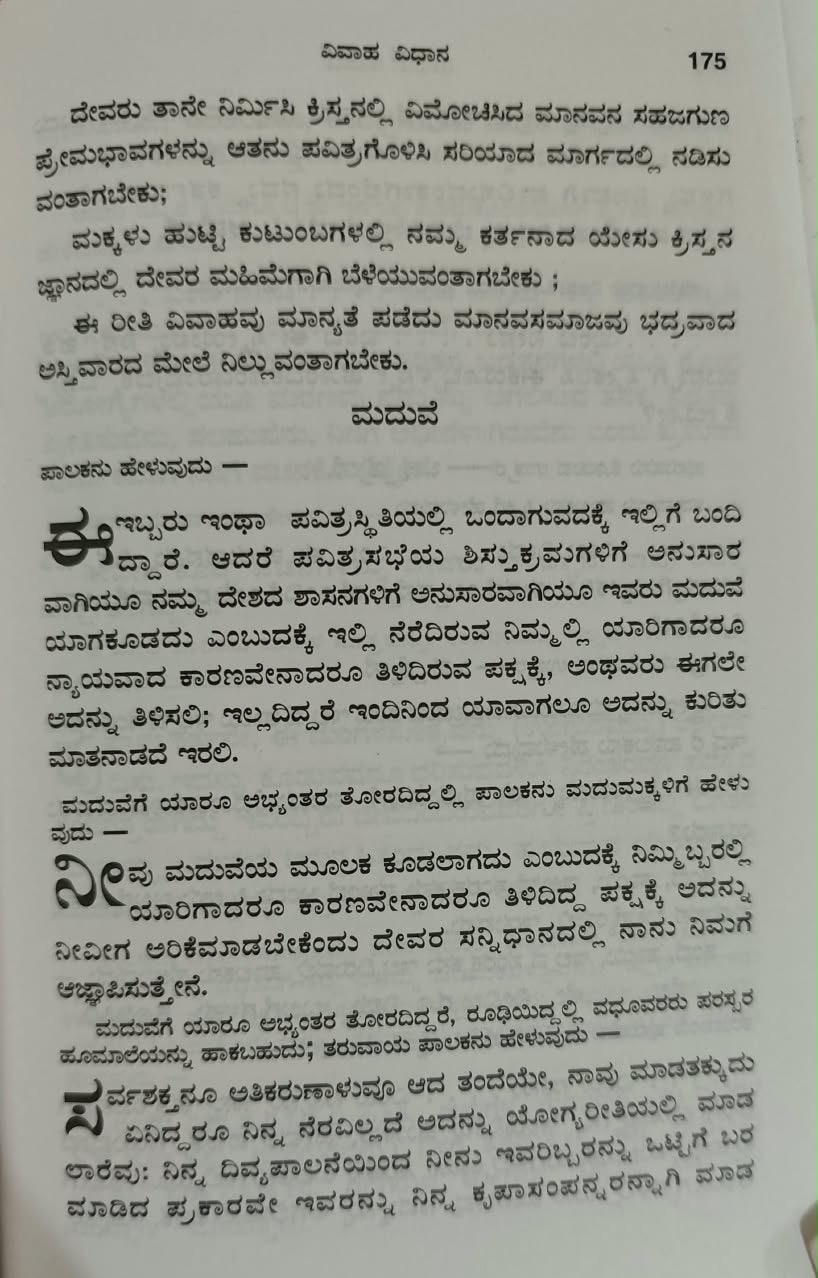 ವಿವಾಹ ವಿಧಾನ 175
ದೇವರು ತಾನೇ ನಿರ್ಮಿಸಿ ಕ್ರಿಸ್ತನಲ್ಲಿ ವಿಮೋಚಿಸಿದ ಮಾನವನ ಸಹಜಗುಣ
ಪ್ರೇಮಭಾವಗಳನ್ನು ಆತನು ಪವಿತ್ರಗೊಳಿಸಿ ಸರಿಯಾದ ಮಾರ್ಗದಲ್ಲಿ ನಡಿಸು
ವಂತಾಗಬೇಕು;
ಮಕ್ಕಳು ಹುಟ್ಟಿ ಕುಟುಂಬಗಳಲ್ಲಿ ನಮ್ಮ ಕರ್ತನಾದ ಯೇಸು ಕ್ರಿಸ್ತನ
ಜ್ಞಾನದಲ್ಲಿ ದೇವರ ಮಹಿಮೆಗಾಗಿ ಬೆಳೆಯುವಂತಾಗಬೇಕು ;
ಈ ರೀತಿ ವಿವಾಹವು ಮಾನ್ಯತೆ ಪಡೆದು ಮಾನವಸಮಾಜವು ಭದ್ರವಾದ
ಅಸ್ತಿವಾರದ ಮೇಲೆ ನಿಲ್ಲುವಂತಾಗಬೇಕು.
ಮದುವೆ
ಪಾಲಕನು ಹೇಳುವುದು —
ಈ ಇಬ್ಬರು ಇಂಥಾ ಪವಿತ್ರಸ್ಥಿತಿಯಲ್ಲಿ ಒಂದಾಗುವದಕ್ಕೆ ಇಲ್ಲಿಗೆ ಬಂದಿ
ದ್ದಾರೆ. ಆದರೆ ಪವಿತ್ರಸಭೆಯ ಶಿಸ್ತುಕ್ರಮಗಳಿಗೆ ಅನುಸಾರ
ವಾಗಿಯೂ ನಮ್ಮ ದೇಶದ ಶಾಸನಗಳಿಗೆ ಅನುಸಾರವಾಗಿಯೂ ಇವರು ಮದುವೆ
ಯಾಗಕೂಡದು ಎಂಬುದಕ್ಕೆ ಇಲ್ಲಿ ನೆರೆದಿರುವ ನಿಮ್ಮಲ್ಲಿ ಯಾರಿಗಾದರೂ
ನ್ಯಾಯವಾದ ಕಾರಣವೇನಾದರೂ ತಿಳಿದಿರುವ ಪಕ್ಷಕ್ಕೆ, ಅಂಥವರು ಈಗಲೇ
ಅದನ್ನು ತಿಳಿಸಲಿ; ಇಲ್ಲದಿದ್ದರೆ ಇಂದಿನಿಂದ ಯಾವಾಗಲೂ ಅದನ್ನು ಕುರಿತು
ಮಾತನಾಡದೆ ಇರಲಿ.
ಮದುವೆಗೆ ಯಾರೂ ಅಭ್ಯಂತರ ತೋರದಿದ್ದಲ್ಲಿ ಪಾಲಕನು ಮದುಮಕ್ಕಳಿಗೆ ಹೇಳು
ವುದು —
ನೀವು ಮದುವೆಯ ಮೂಲಕ ಕೂಡಲಾಗದು ಎಂಬುದಕ್ಕೆ ನಿಮ್ಮಿಬ್ಬರಲ್ಲಿ
ಯಾರಿಗಾದರೂ ಕಾರಣವೇನಾದರೂ ತಿಳಿದಿದ್ದ ಪಕ್ಷಕ್ಕೆ ಅದನ್ನು
ನೀವೀಗ ಅರಿಕೆಮಾಡಬೇಕೆಂದು ದೇವರ ಸನ್ನಿಧಾನದಲ್ಲಿ ನಾನು ನಿಮಗೆ
ಆಜ್ಞಾಪಿಸುತ್ತೇನೆ.
ಮದುವೆಗೆ ಯಾರೂ ಅಭ್ಯಂತರ ತೋರದಿದ್ದರೆ, ರೂಢಿಯಿದ್ದಲ್ಲಿ ವಧೂವರರು ಪರಸ್ಪರ
ಹೂಮಾಲೆಯನ್ನು ಹಾಕಬಹುದು; ತರುವಾಯ ಪಾಲಕನು ಹೇಳುವುದು —
ಸರ್ವಶಕ್ತನೂ ಅತಿಕರುಣಾಳುವೂ ಆದ ತಂದೆಯೇ, ನಾವು ಮಾಡತಕ್ಕುದು
ಏನಿದ್ದರೂ ನಿನ್ನ ನೆರವಿಲ್ಲದೆ ಅದನ್ನು ಯೋಗ್ಯರೀತಿಯಲ್ಲಿ ಮಾಡ
ಲಾರೆವು: ನಿನ್ನ ದಿವ್ಯಪಾಲನೆಯಿಂದ ನೀನು ಇವರಿಬ್ಬರನ್ನು ಒಟ್ಟಿಗೆ ಬರ
ಮಾಡಿದ ಪ್ರಕಾರವೇ ಇವರನ್ನು ನಿನ್ನ ಕೃಪಾಸಂಪನ್ನರನ್ನಾಗಿ ಮಾಡ